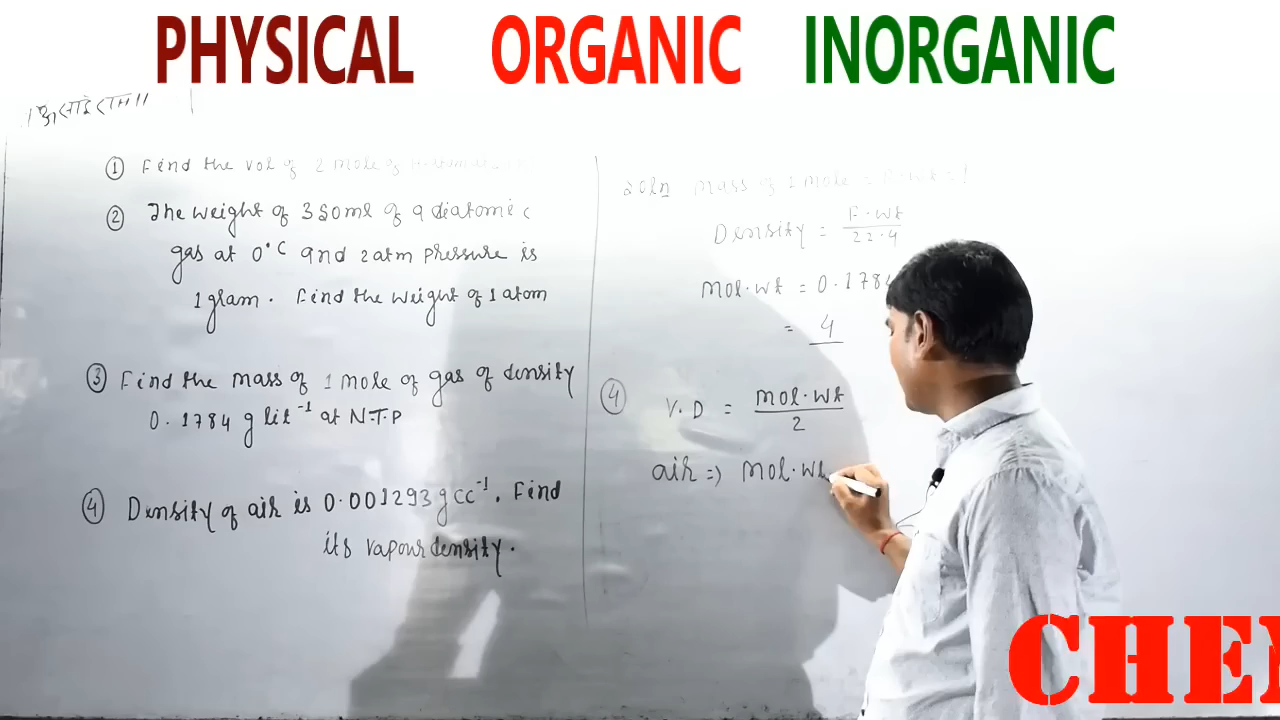 PHYSICAL ORGANIC INORGANIC
① Find the vol of 2 mole of
② The weight of 350ml of a diatomic
gas at 0°C and 2atm pressure is
1 gram. Find the weight of 1 atom
③ Find the mass of 1 mole of gas of density
0.1784 g lit⁻¹ at N.T.P
④ Density of air is 0.001293 g cc⁻¹. Find
its vapour density.
Soln mass of 1 mole =
Density = F.wt / 22.4
mol.wt = 0.1784
= 4
④ V.D = mol.wt / 2
air => mol.wt
CHE